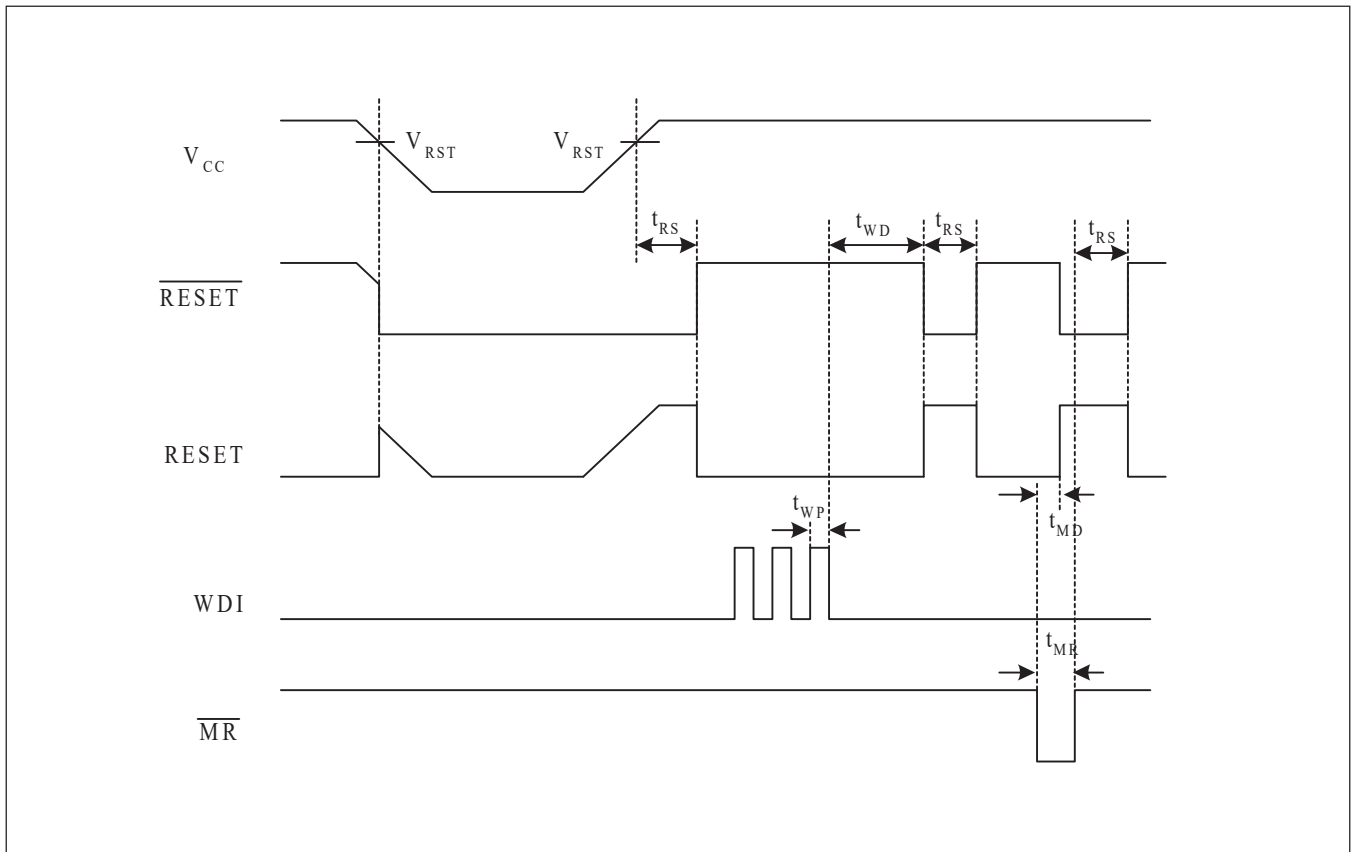 V_RST V_RST
V_CC
t_RS t_WD t_RS t_RS
RESET
RESET
t_WP
t_MD
WDI
t_MR
MR